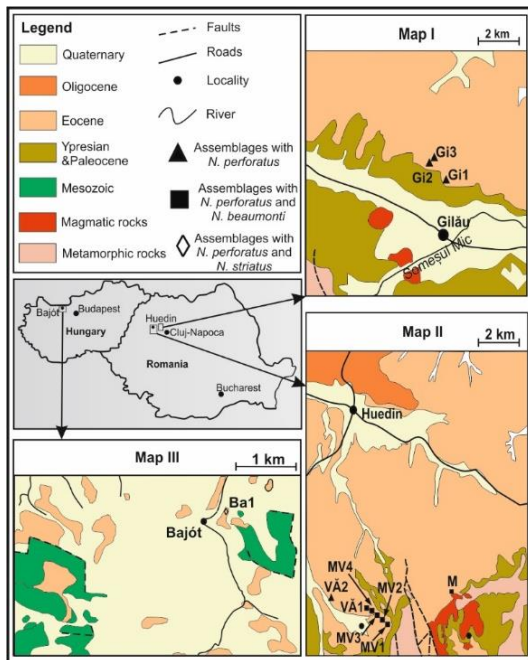 Legend
Quaternary
Oligocene
Eocene
Ypresian
&Paleocene
Mesozoic
Magmatic rocks
Metamorphic rocks
Faults
Roads
Locality
River
Assemblages with
N. perforatus
Assemblages with
N. perforatus and
N. beaumonti
Assemblages with
N. perforatus
and N. striatus
Map I
2 km
Gi3
Gi2
Gi1
Gilău
Someșul Mic
Bajót
Budapest
Hungary
Huedin
Cluj-Napoca
Romania
Bucharest
Map II
2 km
Huedin
MV4
MV2
M
VĂ2
VĂ1
MV3
MV1
Map III
1 km
Ba1
Bajót